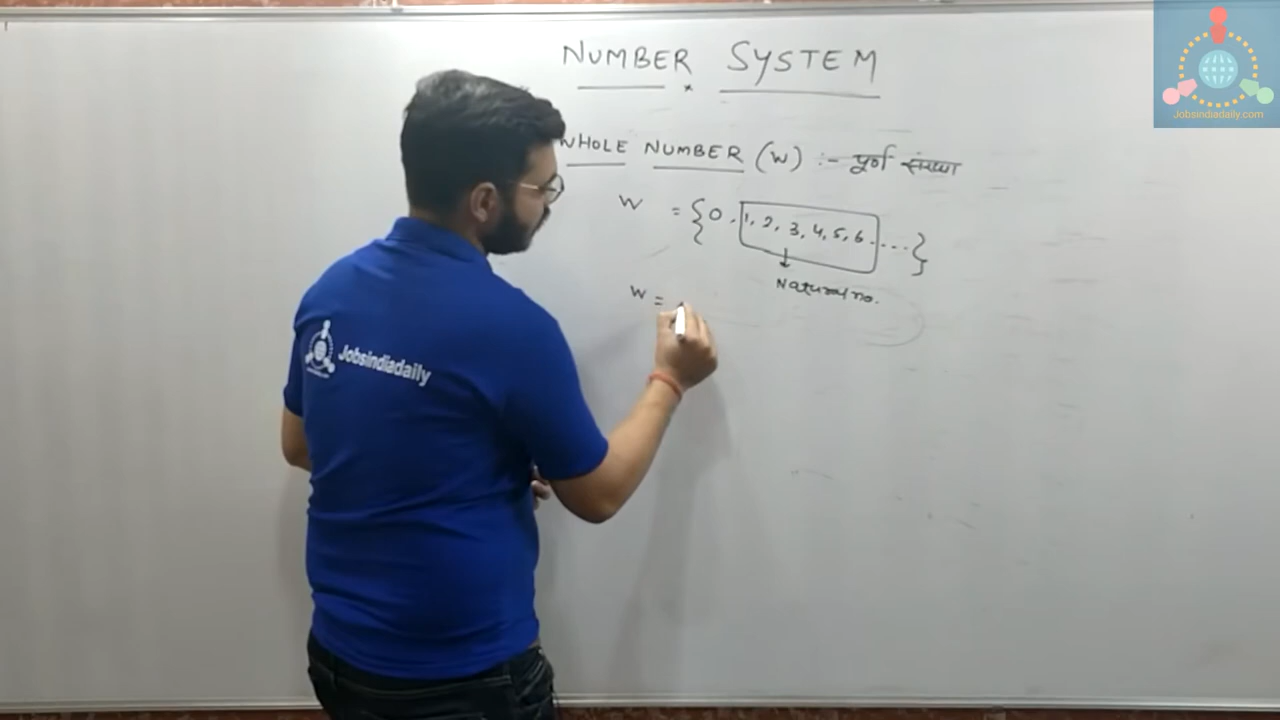 NUMBER SYSTEM
WHOLE NUMBER (W) :- पूर्ण संख्या
W = {0, 1, 2, 3, 4, 5, 6. ...}
Natural no.
W =
Jobsindiadaily
Jobsindiadaily.com